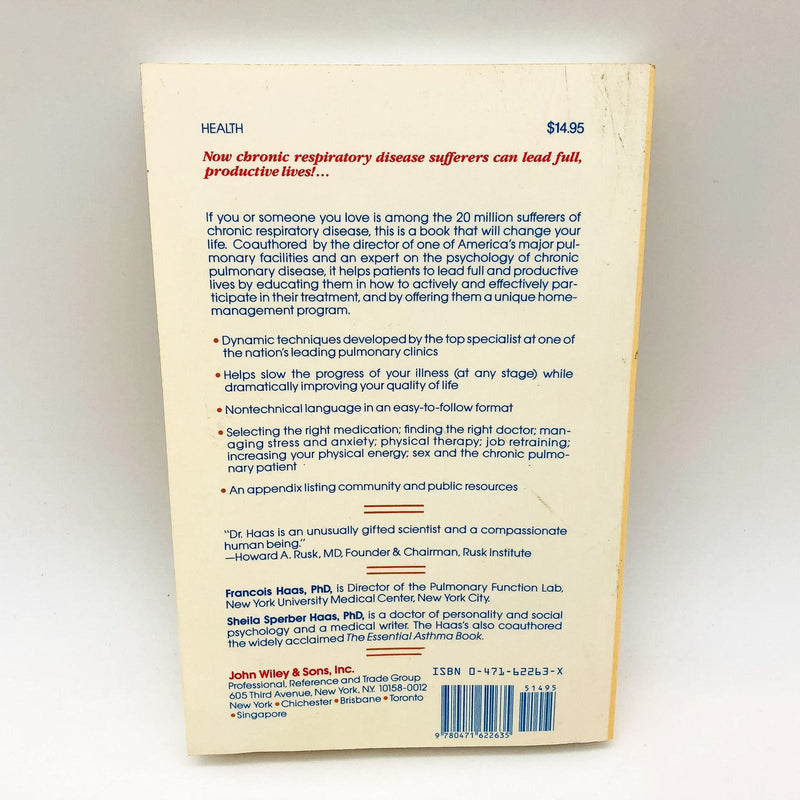 HEALTH $14.95
Now chronic respiratory disease sufferers can lead full,
productive lives!...
If you or someone you love is among the 20 million sufferers of
chronic respiratory disease, this is a book that will change your
life. Coauthored by the director of one of America's major pul-
monary facilities and an expert on the psychology of chronic
pulmonary disease, it helps patients to lead full and productive
lives by educating them in how to actively and effectively par-
ticipate in their treatment, and by offering them a unique home-
management program.
• Dynamic techniques developed by the top specialist at one of
the nation's leading pulmonary clinics
• Helps slow the progress of your illness (at any stage) while
dramatically improving your quality of life
• Nontechnical language in an easy-to-follow format
• Selecting the right medication; finding the right doctor; man-
aging stress and anxiety; physical therapy; job retraining;
increasing your physical energy; sex and the chronic pulmo-
nary patient
• An appendix listing community and public resources
"Dr. Haas is an unusually gifted scientist and a compassionate
human being."
—Howard A. Rusk, MD, Founder & Chairman, Rusk Institute
Francois Haas, PhD, is Director of the Pulmonary Function Lab,
New York University Medical Center, New York City.
Sheila Sperber Haas, PhD, is a doctor of personality and social
psychology and a medical writer. The Haas's also coauthored
the widely acclaimed The Essential Asthma Book.
John Wiley & Sons, Inc.
Professional, Reference and Trade Group
605 Third Avenue, New York, N.Y. 10158-0012
New York • Chichester • Brisbane • Toronto
• Singapore
ISBN 0-471-62263-X
51495
9 780471 622635